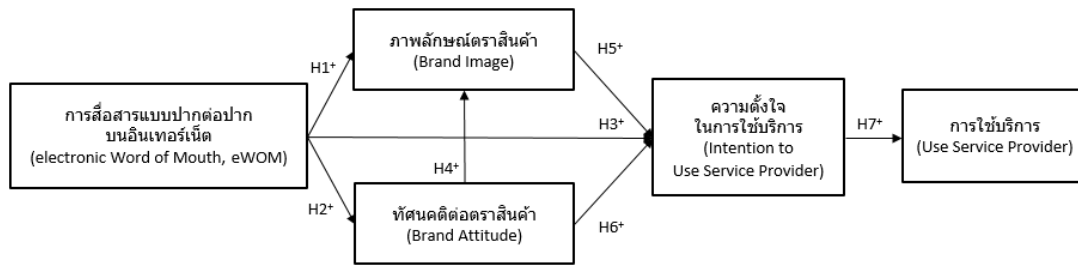 การสื่อสารแบบปากต่อปาก
บนอินเทอร์เน็ต
(electronic Word of Mouth, eWOM)
H1⁺
H2⁺
ภาพลักษณ์ตราสินค้า
(Brand Image)
H3⁺
H4⁺
ทัศนคติต่อตราสินค้า
(Brand Attitude)
H5⁺
H6⁺
ความตั้งใจ
ในการใช้บริการ
(Intention to
Use Service Provider)
H7⁺
การใช้บริการ
(Use Service Provider)